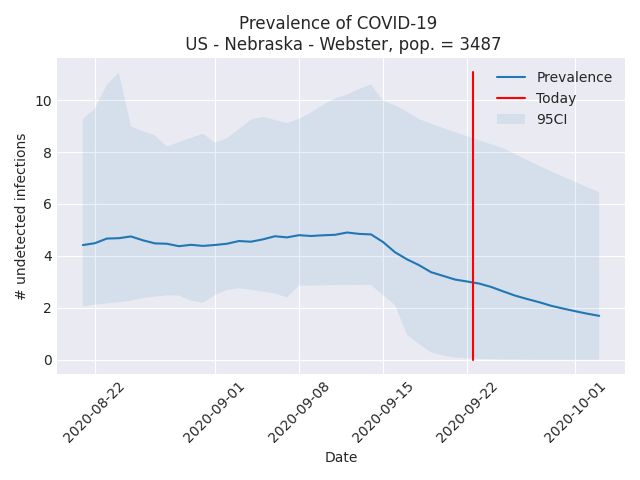 Prevalence of COVID-19
US - Nebraska - Webster, pop. = 3487
Prevalence
Today
95CI
# undetected infections
10
8
6
4
2
0
2020-08-22
2020-09-01
2020-09-08
2020-09-15
2020-09-22
2020-10-01
Date